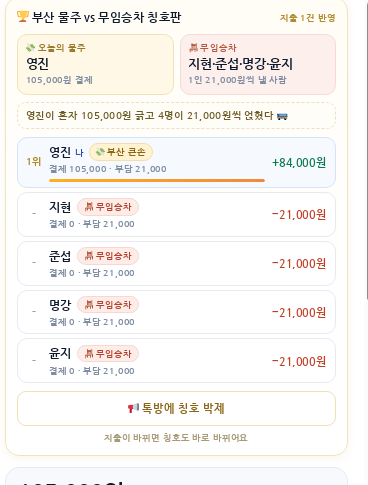 🏆 부산 물주 vs 무임승차 칭호판
지출 1건 반영
💸 오늘의 물주
영진
105,000원 결제
무임승차
지현·준섭·명강·윤지
1인 21,000원씩 낼 사람
영진이 혼자 105,000원 긁고 4명이 21,000원씩 얹혔다
1위
영진 나 💸 부산 큰손
결제 105,000 · 부담 21,000
+84,000원
-
지현 무임승차
결제 0 · 부담 21,000
−21,000원
-
준섭 무임승차
결제 0 · 부담 21,000
−21,000원
-
명강 무임승차
결제 0 · 부담 21,000
−21,000원
-
윤지 무임승차
결제 0 · 부담 21,000
−21,000원
📢 톡방에 칭호 박제
지출이 바뀌면 칭호도 바로 바뀌어요